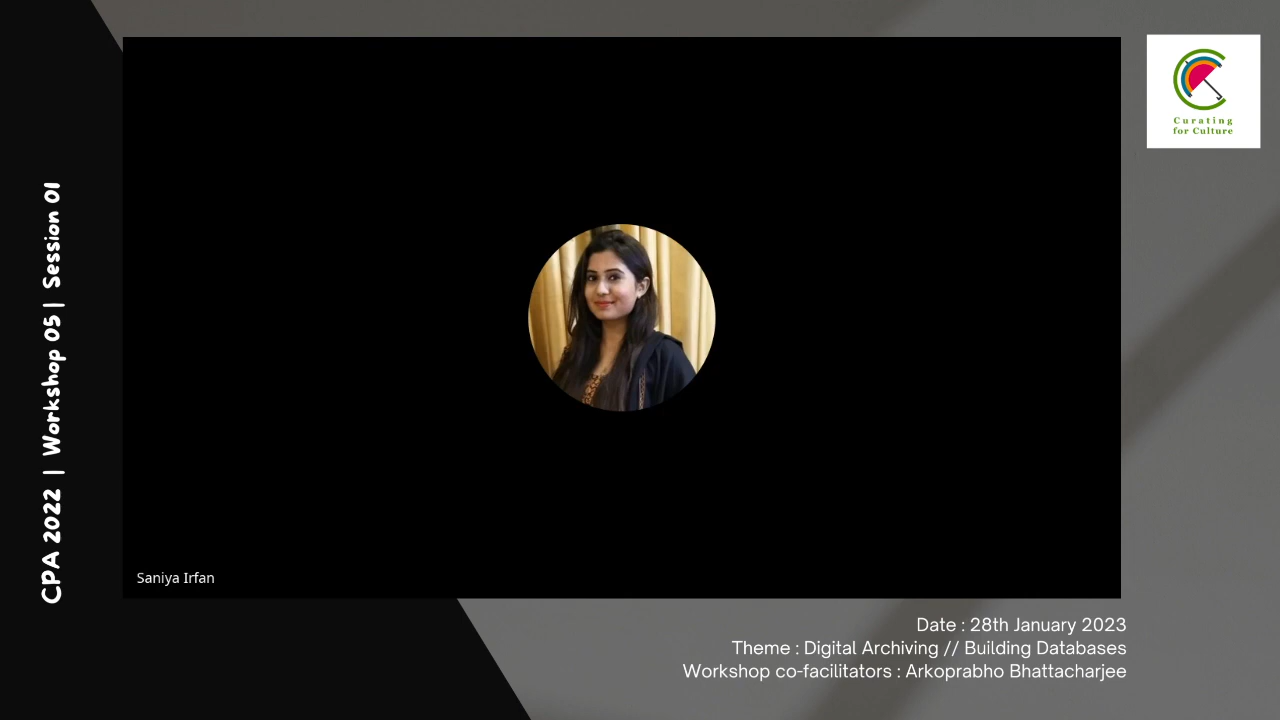 CPA 2022 | Workshop 05 | Session 01
Curating
for Culture
Saniya Irfan
Date : 28th January 2023
Theme : Digital Archiving // Building Databases
Workshop co-facilitators : Arkoprabho Bhattacharjee